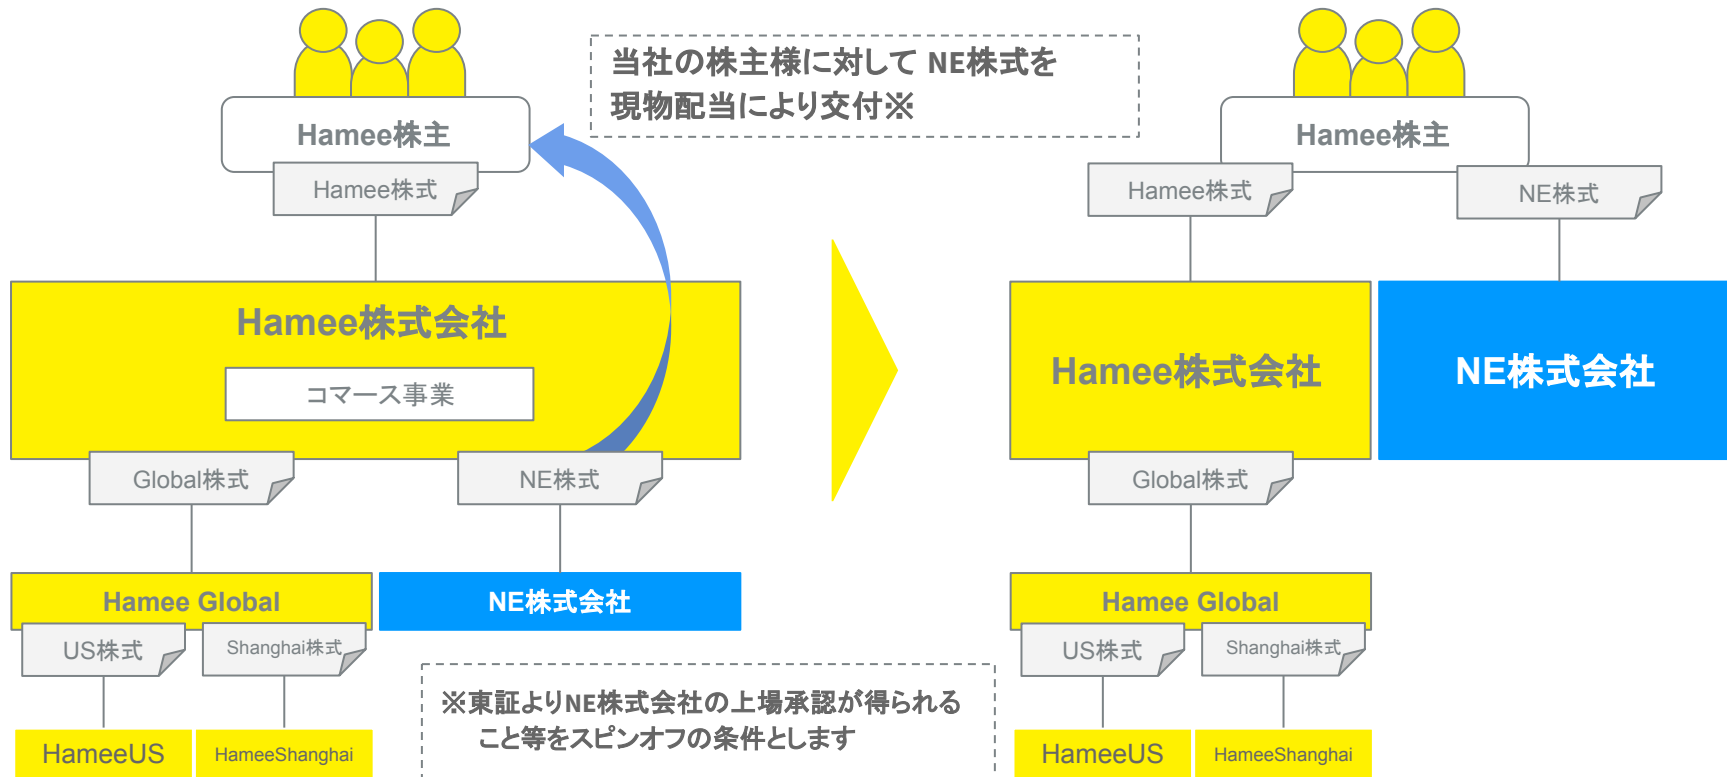 当社の株主様に対して NE株式を
現物配当により交付※
Hamee株主
Hamee株式
Hamee株式会社
コマース事業
Global株式
NE株式
Hamee Global
NE株式会社
US株式
Shanghai株式
HameeUS
HameeShanghai
※東証よりNE株式会社の上場承認が得られる
こと等をスピンオフの条件とします
Hamee株主
Hamee株式
NE株式
Hamee株式会社
NE株式会社
Global株式
Hamee Global
US株式
Shanghai株式
HameeUS
HameeShanghai